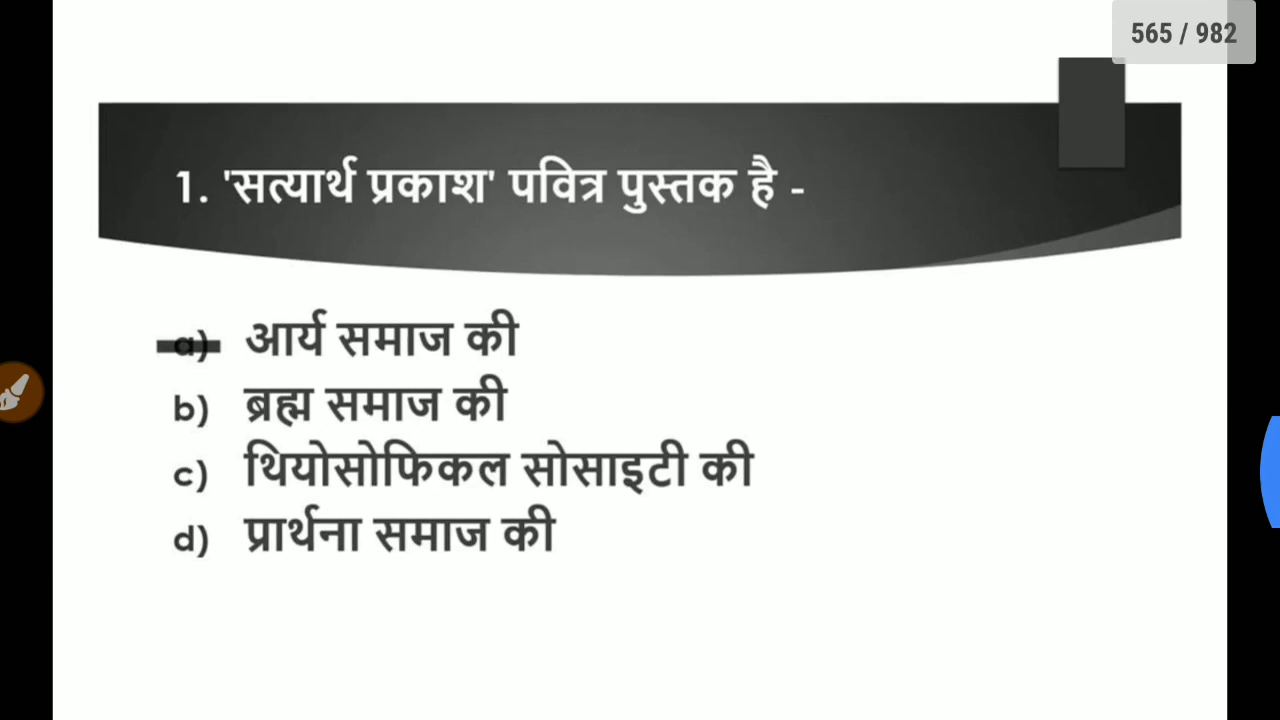 565 / 982
1. 'सत्यार्थ प्रकाश' पवित्र पुस्तक है -
a) आर्य समाज की
b) ब्रह्म समाज की
c) थियोसोफिकल सोसाइटी की
d) प्रार्थना समाज की